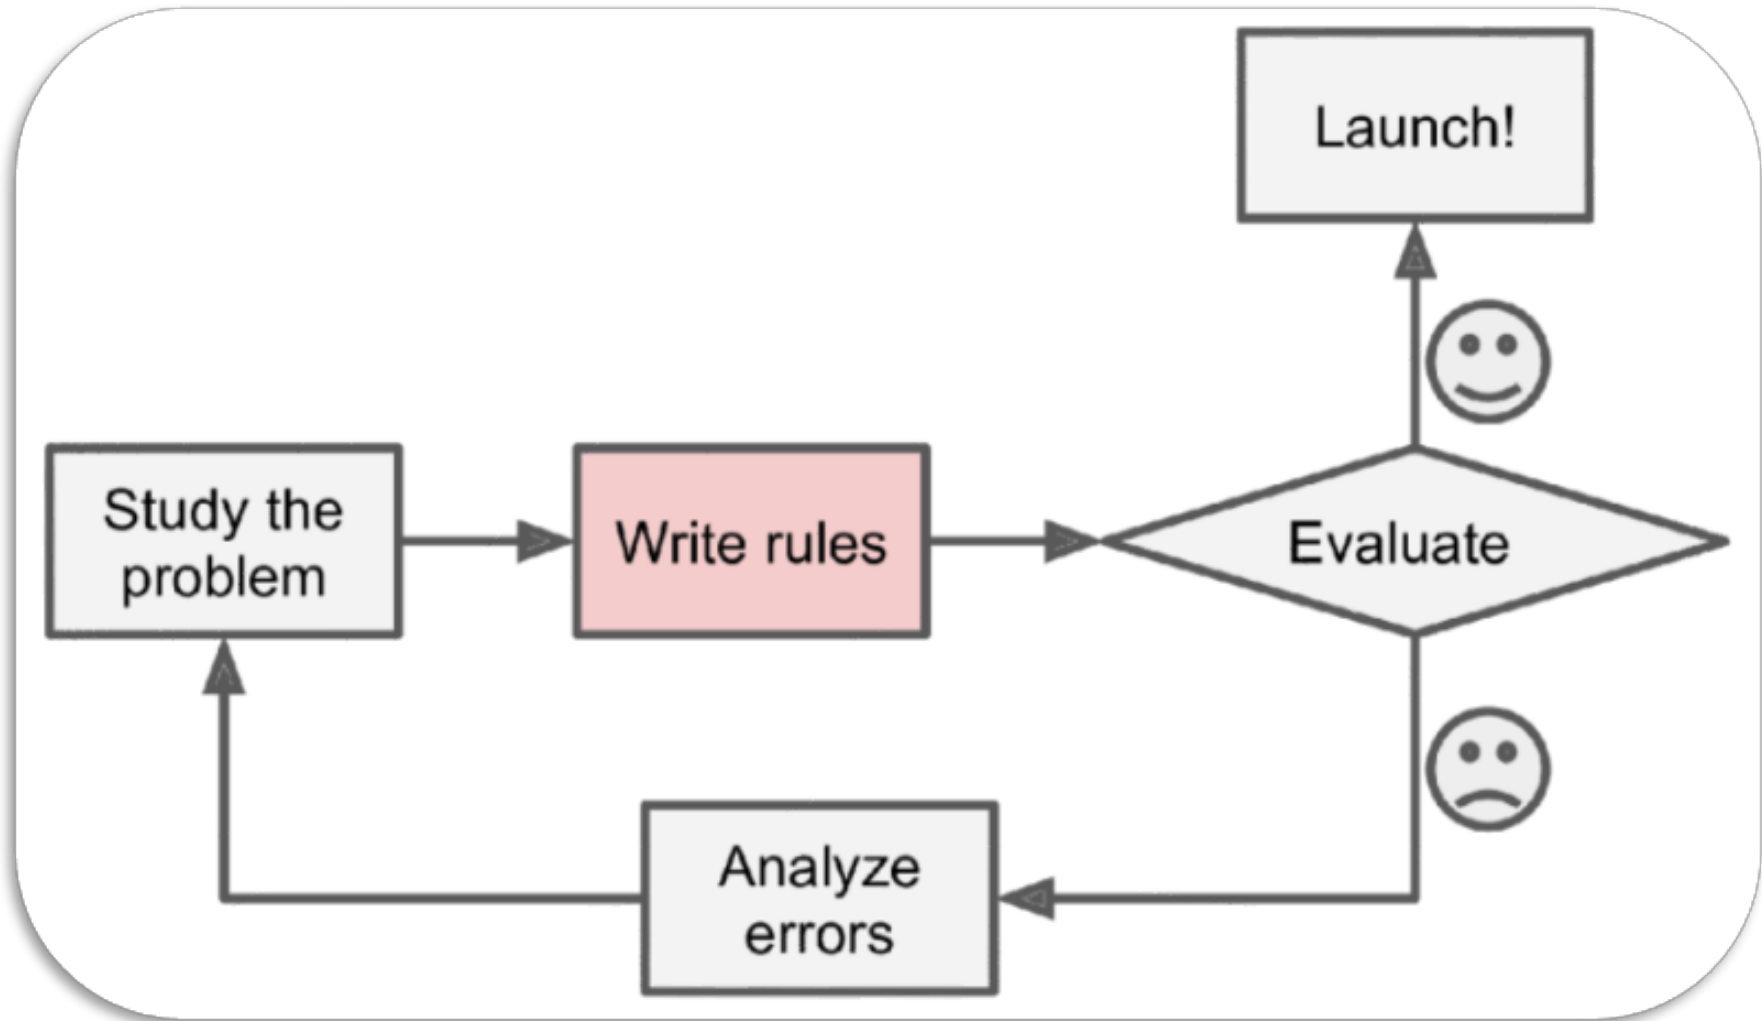 Launch!
Study the
problem
Write rules
Evaluate
Analyze
errors